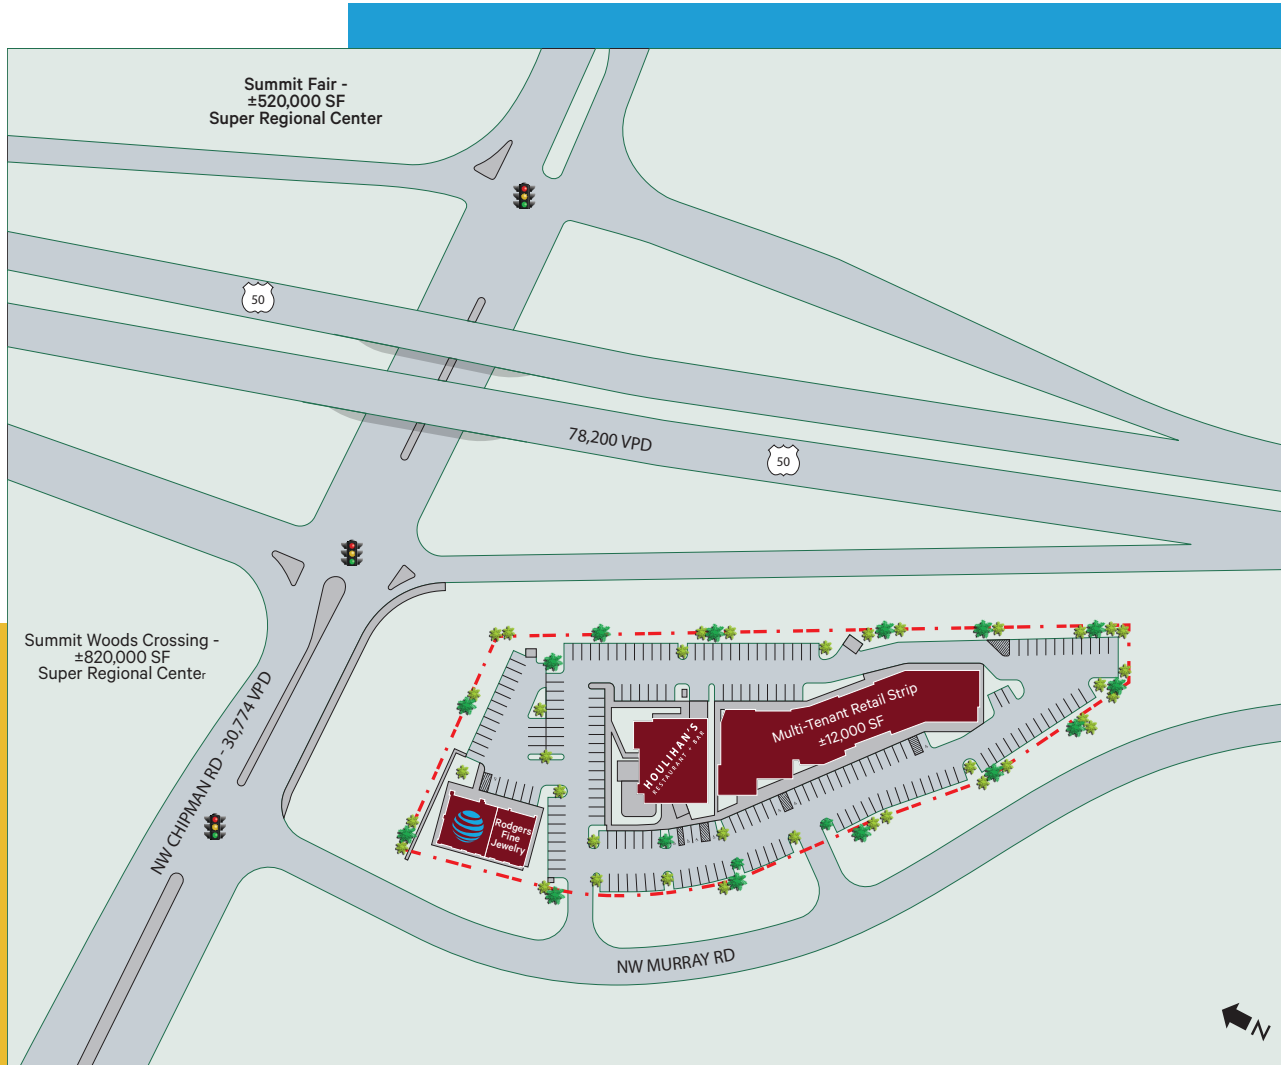 Summit Fair -
±520,000 SF
Super Regional Center
50
78,200 VPD
50
Summit Woods Crossing -
±820,000 SF
Super Regional Center
NW CHIPMAN RD - 30,774 VPD
Multi-Tenant Retail Strip
±12,000 SF
HOULIHAN'S
RESTAURANT + BAR
Rodgers
Fine
Jewelry
NW MURRAY RD
N